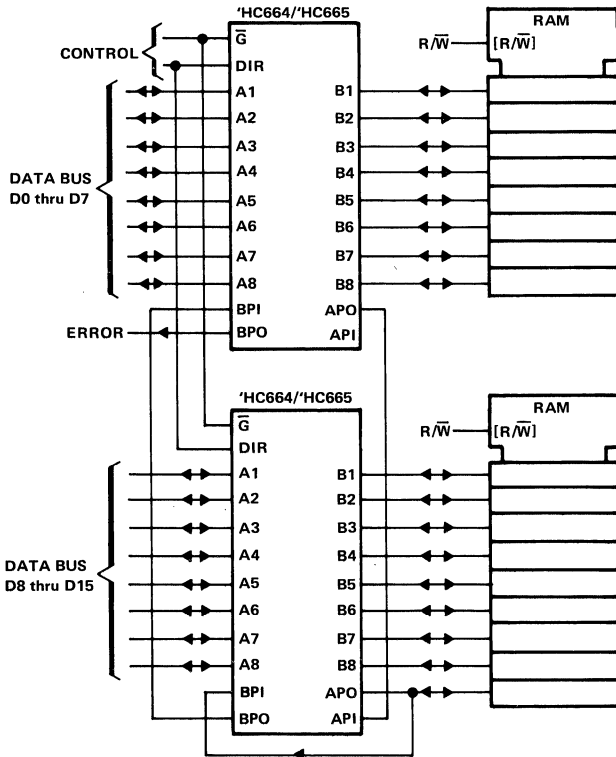 'HC664/'HC665
RAM
R/W̅ [R/W̅]
CONTROL
G̅
DIR
A1 B1
A2 B2
A3 B3
A4 B4
DATA BUS
D0 thru D7
A5 B5
A6 B6
A7 B7
A8 B8
BPI APO
ERROR BPO API
'HC664/'HC665
RAM
R/W̅ [R/W̅]
G̅
DIR
A1 B1
A2 B2
A3 B3
A4 B4
DATA BUS
D8 thru D15
A5 B5
A6 B6
A7 B7
A8 B8
BPI APO
BPO API